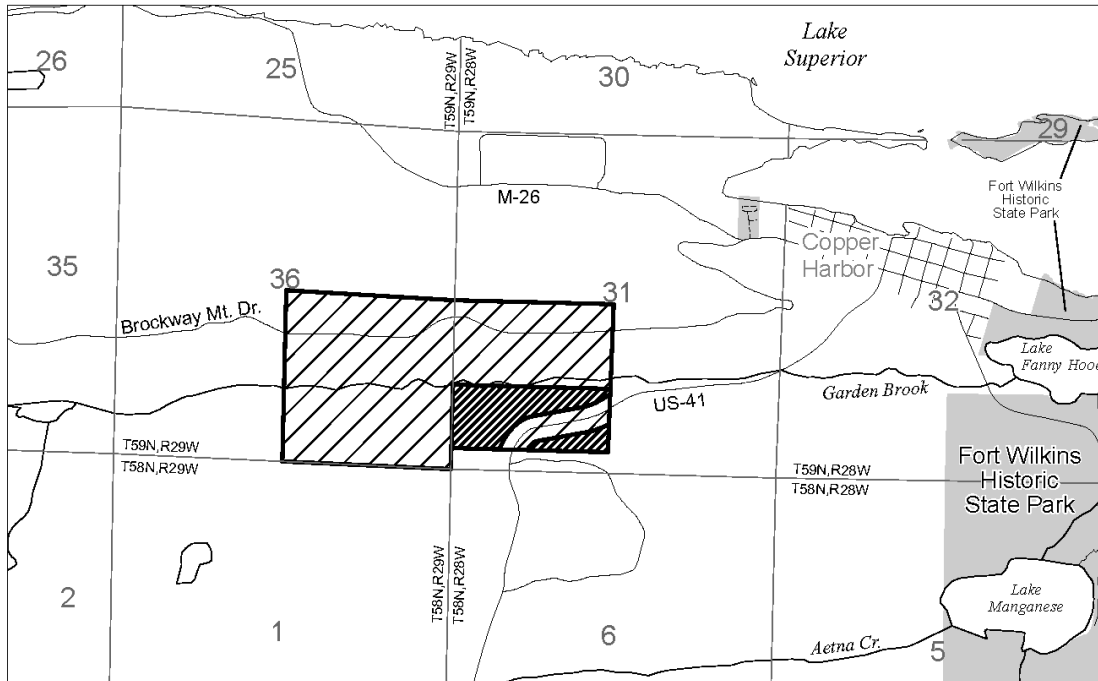 Lake
Superior
26
25
30
T59N,R29W
T59N,R28W
29
Fort Wilkins
Historic
State Park
M-26
Copper
Harbor
35
36
31
32
Brockway Mt. Dr.
Lake
Fanny Hooe
Garden Brook
US-41
T59N,R29W
T58N,R29W
T59N,R28W
T58N,R28W
Fort Wilkins
Historic
State Park
T58N,R29W
T58N,R28W
2
1
6
5
Lake
Manganese
Aetna Cr.